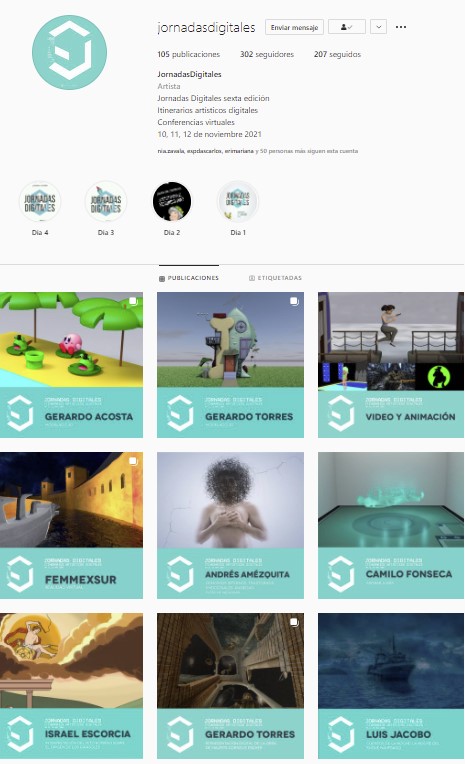 jornadasdigitales
Enviar mensaje
105 publicaciones
302 seguidores
207 seguidos
JornadasDigitales
Artista
Jornadas Digitales sexta edición
Itinerarios artísticos digitales
Conferencias virtuales
10, 11, 12 de noviembre 2021
nia.zavala, espdascarlos, erimariana y 50 personas más siguen esta cuenta
JORNADAS
DIGITALES
JORNADAS
DIGITALES
JORNADAS
DIGITALES
Dia 4
Dia 3
Dia 2
Dia 1
PUBLICACIONES
ETIQUETADAS
JORNADAS DIGITALES
GERARDO ACOSTA
JORNADAS DIGITALES
GERARDO TORRES
JORNADAS DIGITALES
VIDEO Y ANIMACIÓN
JORNADAS DIGITALES
FEMMEXSUR
JORNADAS DIGITALES
ANDRÉS AMÉZQUITA
JORNADAS DIGITALES
CAMILO FONSECA
JORNADAS DIGITALES
ISRAEL ESCORCIA
JORNADAS DIGITALES
GERARDO TORRES
JORNADAS DIGITALES
LUIS JACOBO